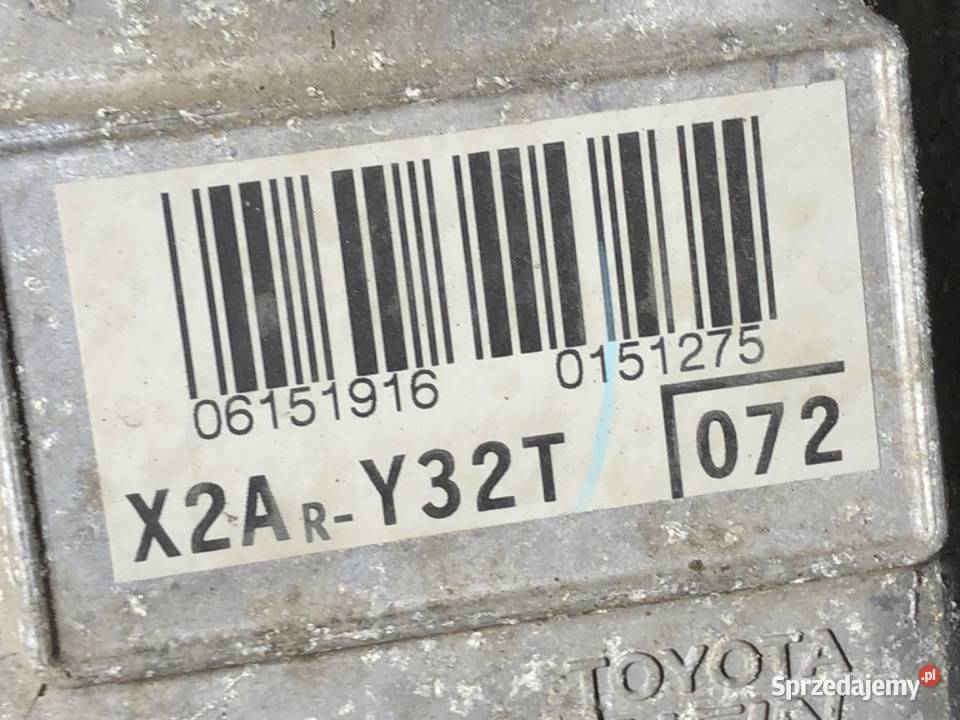 06151916 0151275
X2AR-Y32T 072
TOYOTA
Sprzedajemy.pl